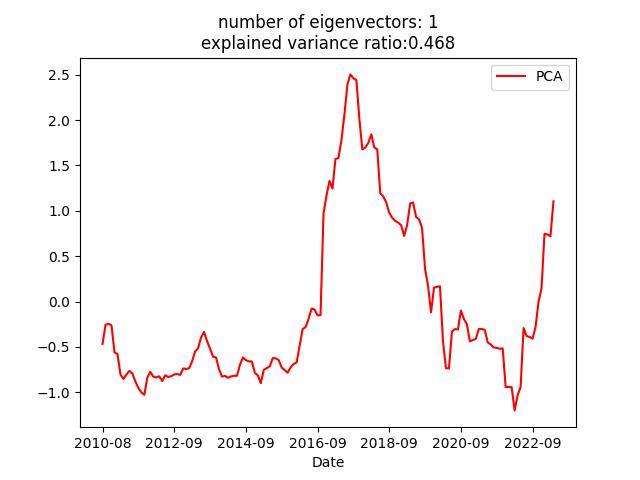 number of eigenvectors: 1
explained variance ratio:0.468
PCA
2.5
2.0
1.5
1.0
0.5
0.0
−0.5
−1.0
2010-08 2012-09 2014-09 2016-09 2018-09 2020-09 2022-09
Date